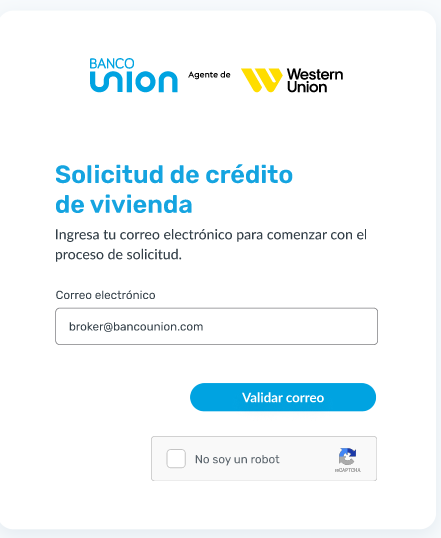 BANCO
union
Agente de
Western
Union
Solicitud de crédito
de vivienda
Ingresa tu correo electrónico para comenzar con el
proceso de solicitud.
Correo electrónico
broker@bancounion.com
Validar correo
No soy un robot
reCAPTCHA